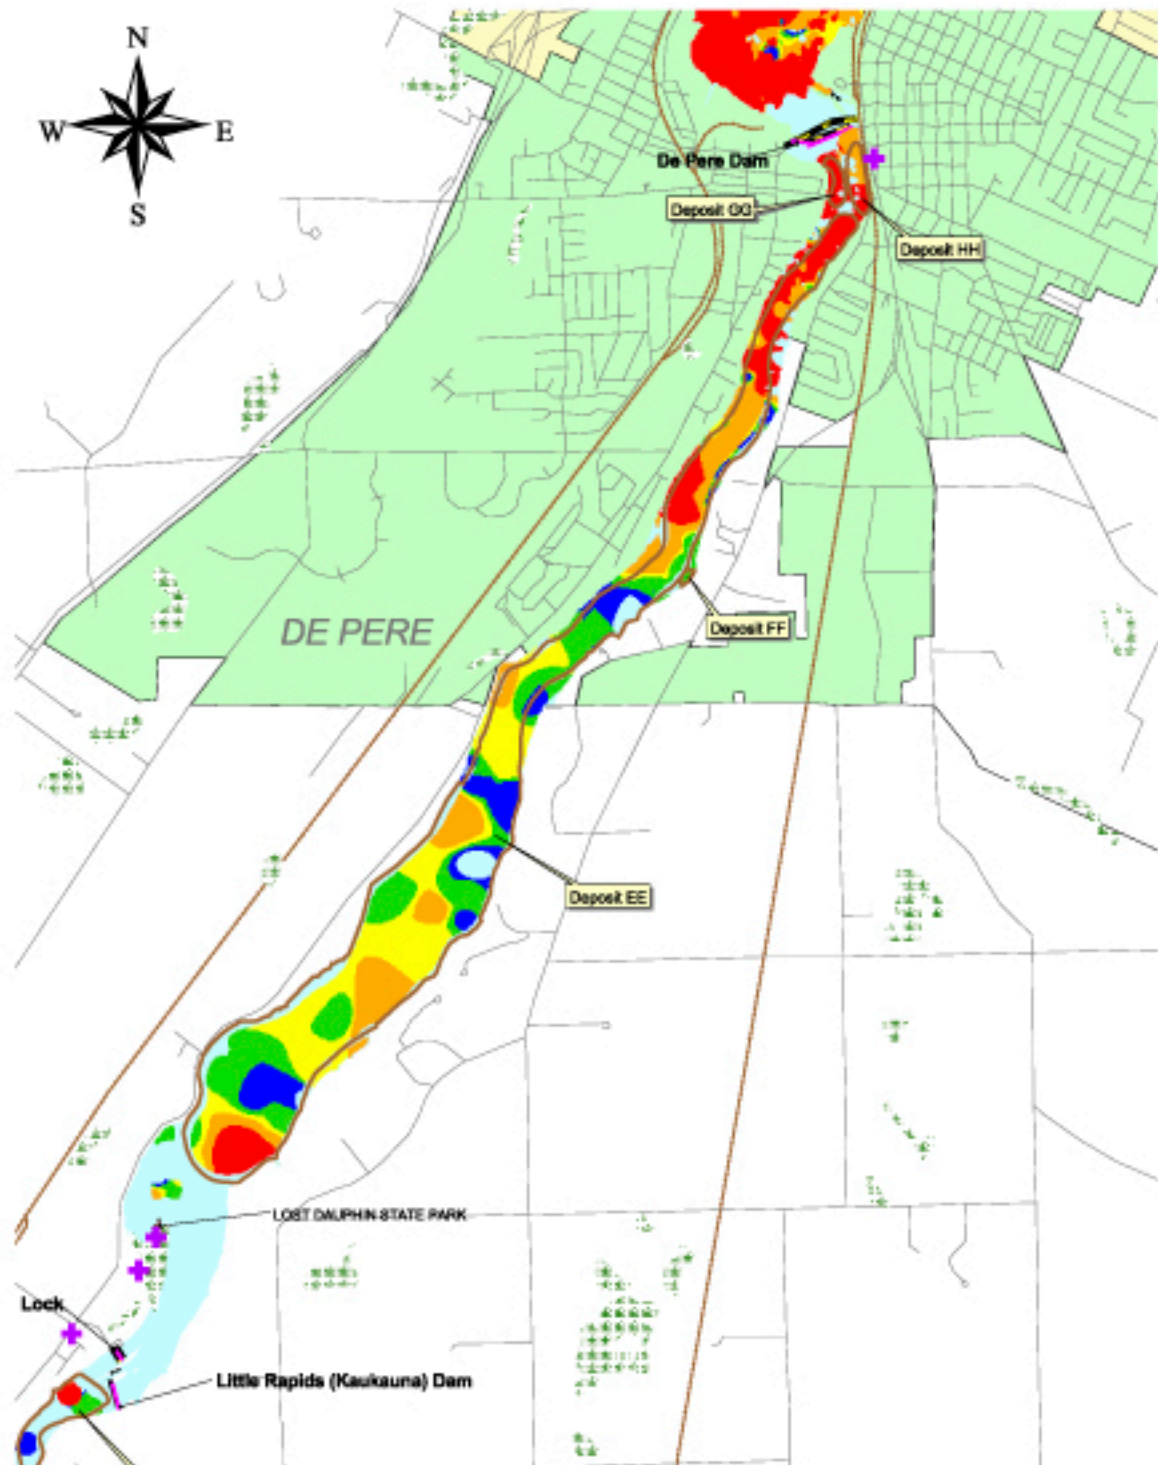 N
W E
S
De Pere Dam
Deposit GG
Deposit HH
DE PERE
Deposit FF
Deposit EE
LOST DAUPHIN STATE PARK
Lock
Little Rapids (Kaukauna) Dam